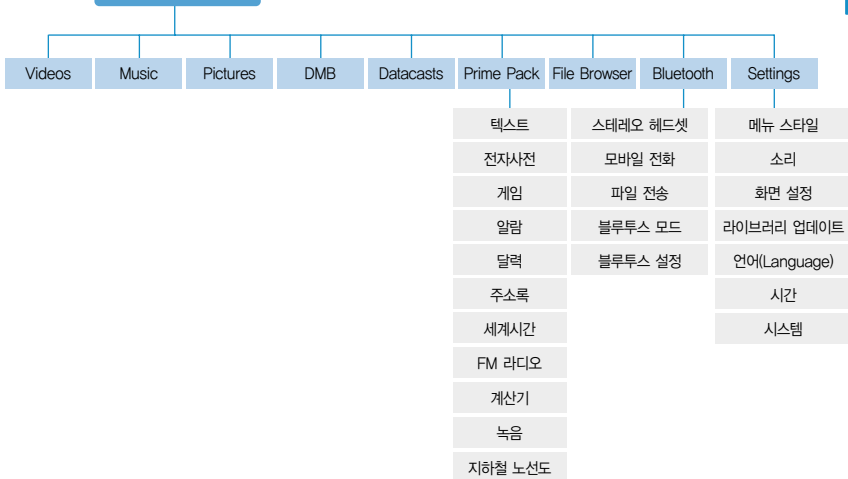 Videos
Music
Pictures
DMB
Datacasts
Prime Pack
File Browser
Bluetooth
Settings
텍스트
전자사전
게임
알람
달력
주소록
세계시간
FM 라디오
계산기
녹음
지하철 노선도
스테레오 헤드셋
모바일 전화
파일 전송
블루투스 모드
블루투스 설정
메뉴 스타일
소리
화면 설정
라이브러리 업데이트
언어(Language)
시간
시스템